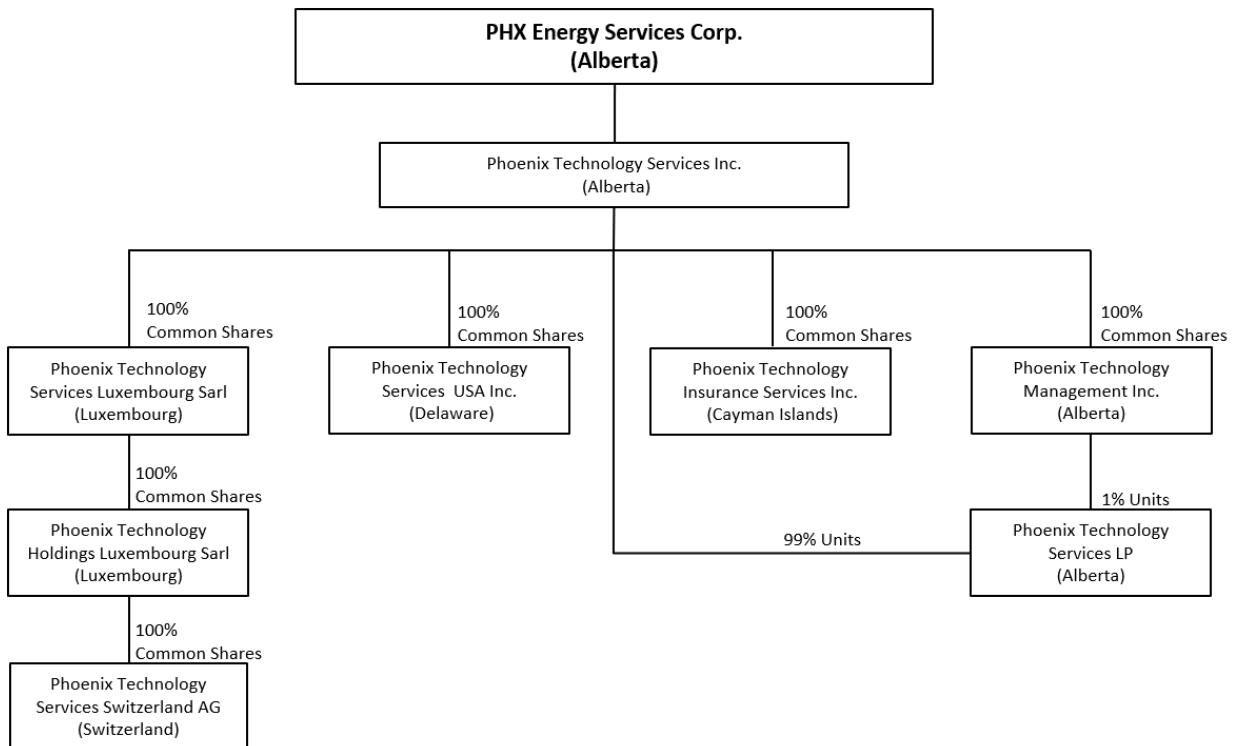 PHX Energy Services Corp.
(Alberta)
Phoenix Technology Services Inc.
(Alberta)
100%
Common Shares
100%
Common Shares
100%
Common Shares
100%
Common Shares
Phoenix Technology
Services Luxembourg Sarl
(Luxembourg)
Phoenix Technology
Services USA Inc.
(Delaware)
Phoenix Technology
Insurance Services Inc.
(Cayman Islands)
Phoenix Technology
Management Inc.
(Alberta)
100%
Common Shares
1% Units
Phoenix Technology
Holdings Luxembourg Sarl
(Luxembourg)
99% Units
Phoenix Technology
Services LP
(Alberta)
100%
Common Shares
Phoenix Technology
Services Switzerland AG
(Switzerland)